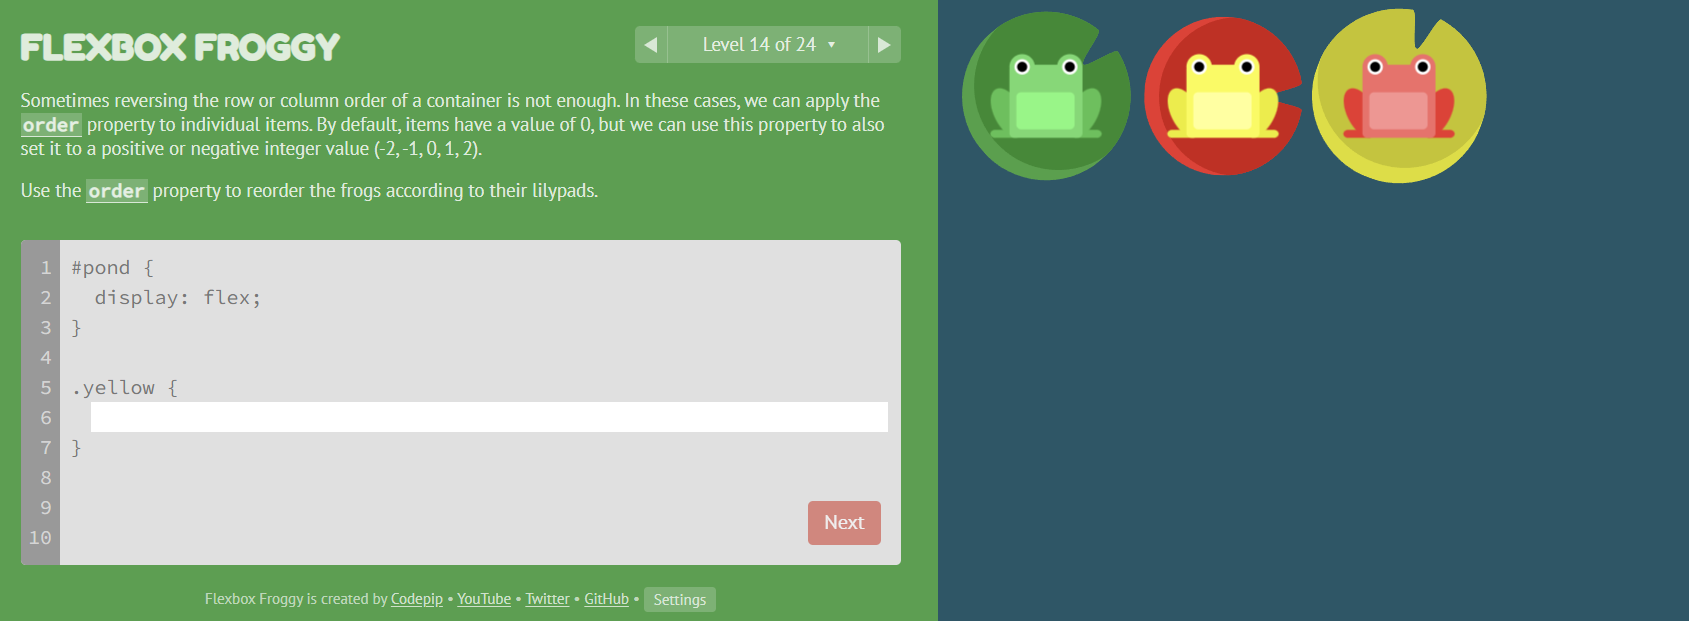 FLEXBOX FROGGY
Level 14 of 24
Sometimes reversing the row or column order of a container is not enough. In these cases, we can apply the
order property to individual items. By default, items have a value of 0, but we can use this property to also
set it to a positive or negative integer value (-2, -1, 0, 1, 2).
Use the order property to reorder the frogs according to their lilypads.
1 #pond {
2   display: flex;
3 }
4
5 .yellow {
6
7 }
8
9
10
Next
Flexbox Froggy is created by Codepip • YouTube • Twitter • GitHub • Settings